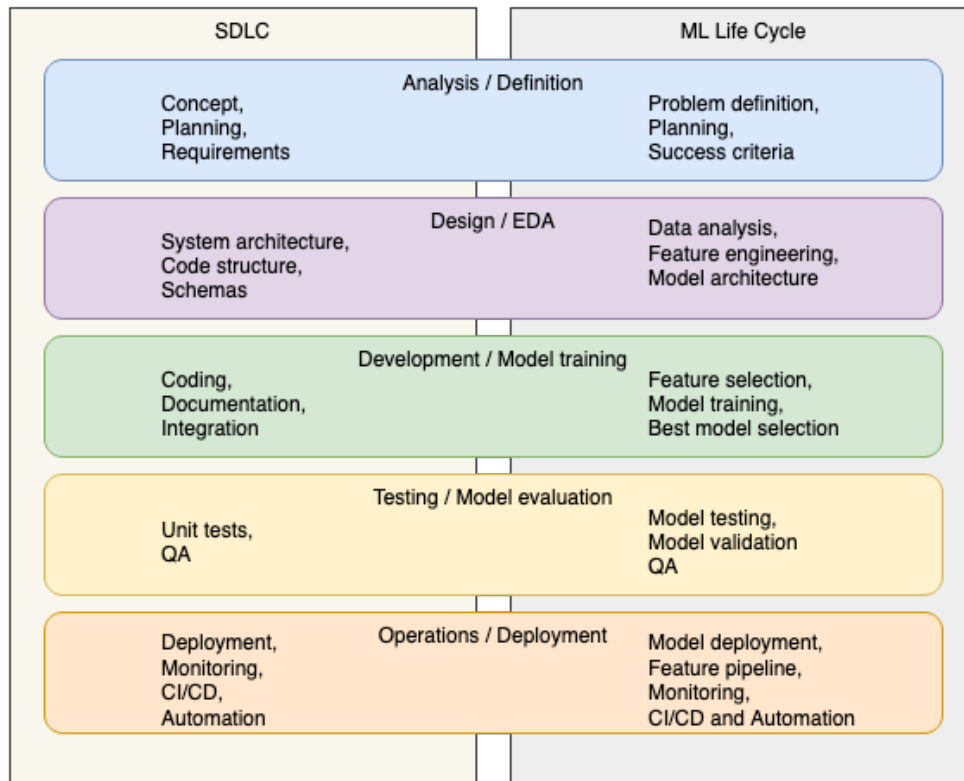 SDLC
ML Life Cycle
Analysis / Definition
Concept,
Planning,
Requirements
Problem definition,
Planning,
Success criteria
Design / EDA
System architecture,
Code structure,
Schemas
Data analysis,
Feature engineering,
Model architecture
Development / Model training
Coding,
Documentation,
Integration
Feature selection,
Model training,
Best model selection
Testing / Model evaluation
Unit tests,
QA
Model testing,
Model validation
QA
Operations / Deployment
Deployment,
Monitoring,
CI/CD,
Automation
Model deployment,
Feature pipeline,
Monitoring,
CI/CD and Automation